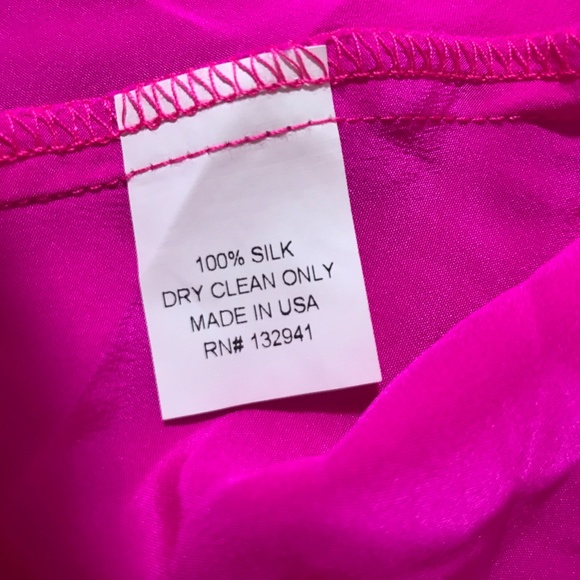 100% SILK
DRY CLEAN ONLY
MADE IN USA
RN# 132941